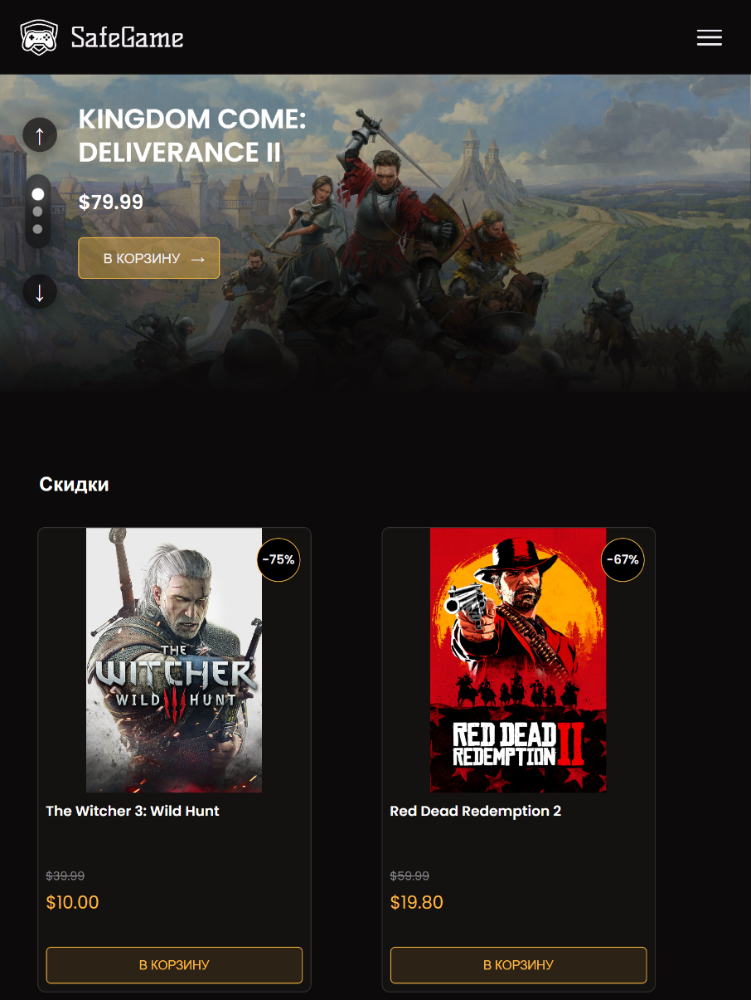 SafeGame
KINGDOM COME:
DELIVERANCE II
$79.99
В КОРЗИНУ →
Скидки
-75%
THE
WITCHER
WILD HUNT
The Witcher 3: Wild Hunt
$39.99
$10.00
В КОРЗИНУ
-67%
RED DEAD
REDEMPTION II
Red Dead Redemption 2
$59.99
$19.80
В КОРЗИНУ